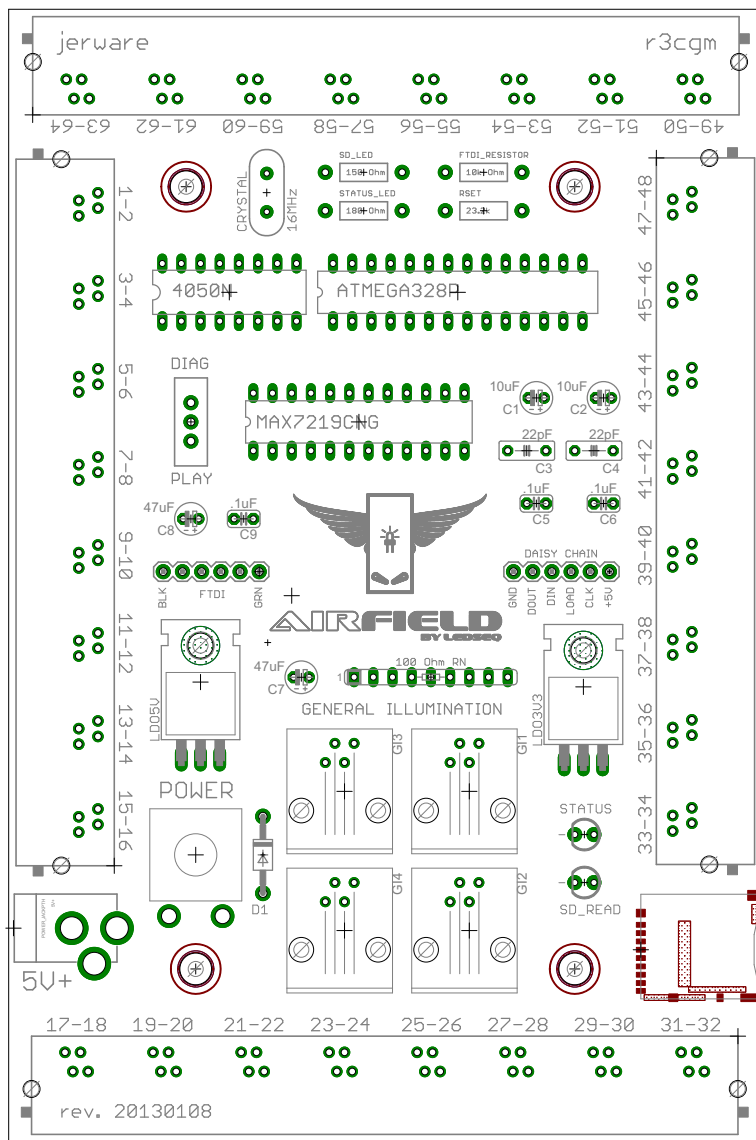 jerware
r3cgm
63-64
61-62
59-60
57-58
55-56
53-54
51-52
49-50
1-2
3-4
5-6
7-8
9-10
11-12
13-14
15-16
CRYSTAL
16MHz
SD_LED
150 Ohm
STATUS_LED
180 Ohm
FTDI_RESISTOR
10k Ohm
RSET
47-48
45-46
43-44
41-42
39-40
37-38
35-36
33-34
4050N
ATMEGA328P
DIAG
PLAY
MAX7219CNG
10uF
C1
10uF
C2
22pF
C3
22pF
C4
.1uF
C5
.1uF
C6
47uF
C8
.1uF
C9
BLK
FTDI
GRN
DAISY CHAIN
GND
DOUT
DIN
LOAD
CLK
+5V
AIRFIELD
BY LEDSEQ
LDO5V
47uF
C7
1
100 Ohm RN
LDO3V3
GENERAL ILLUMINATION
GI3
GI1
GI4
GI2
POWER
D1
STATUS
SD_READ
POWER_JACKPTH
5V+
5V+
17-18
19-20
21-22
23-24
25-26
27-28
29-30
31-32
rev. 20130108